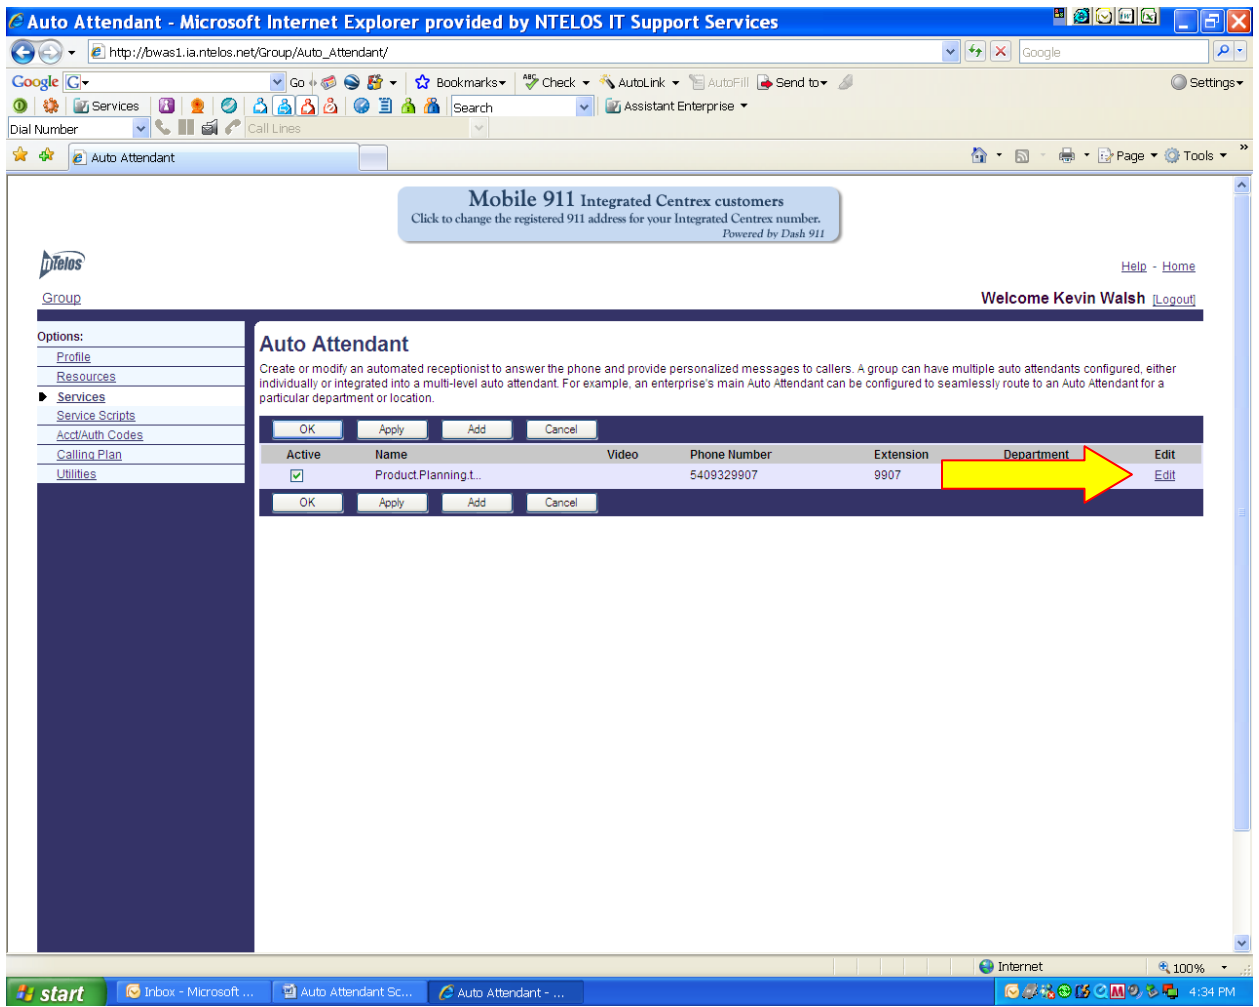 Auto Attendant - Microsoft Internet Explorer provided by NTELOS IT Support Services
http://bwas1.ia.ntelos.net/Group/Auto_Attendant/
Google
Google G Go Bookmarks Check AutoLink AutoFill Send to Settings
Services Search Assistant Enterprise
Dial Number Call Lines
Auto Attendant Page Tools
Mobile 911 Integrated Centrex customers
Click to change the registered 911 address for your Integrated Centrex number.
Powered by Dash 911
nTelos
Help - Home
Group Welcome Kevin Walsh [Logout]
Options:
Profile
Resources
Services
Service Scripts
Acct/Auth Codes
Calling Plan
Utilities
Auto Attendant
Create or modify an automated receptionist to answer the phone and provide personalized messages to callers. A group can have multiple auto attendants configured, either
individually or integrated into a multi-level auto attendant. For example, an enterprise's main Auto Attendant can be configured to seamlessly route to an Auto Attendant for a
particular department or location.
OK Apply Add Cancel
Active Name Video Phone Number Extension Department Edit
Product.Planning.t... 5409329907 9907 Edit
OK Apply Add Cancel
Internet 100%
start Inbox - Microsoft ... Auto Attendant Sc... Auto Attendant - ... 4:34 PM